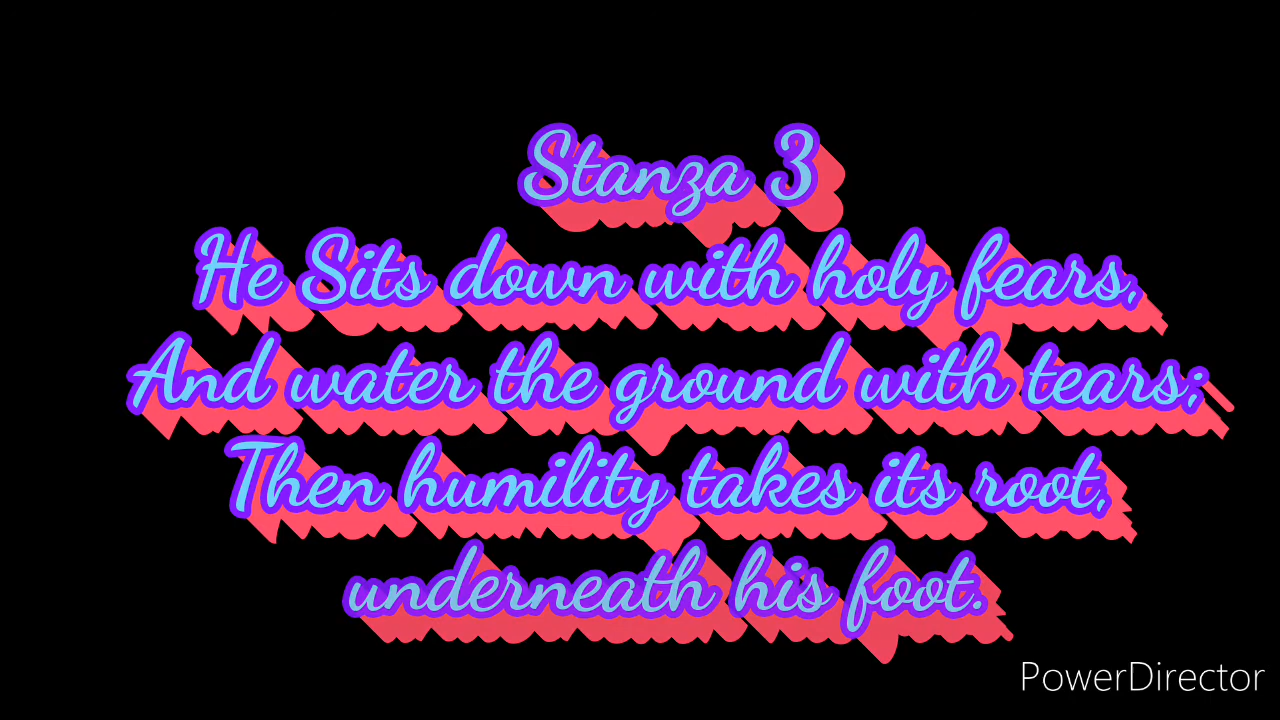 Stanza 3
He Sits down with holy fears,
And water the ground with tears;
Then humility takes its root,
underneath his foot.
PowerDirector